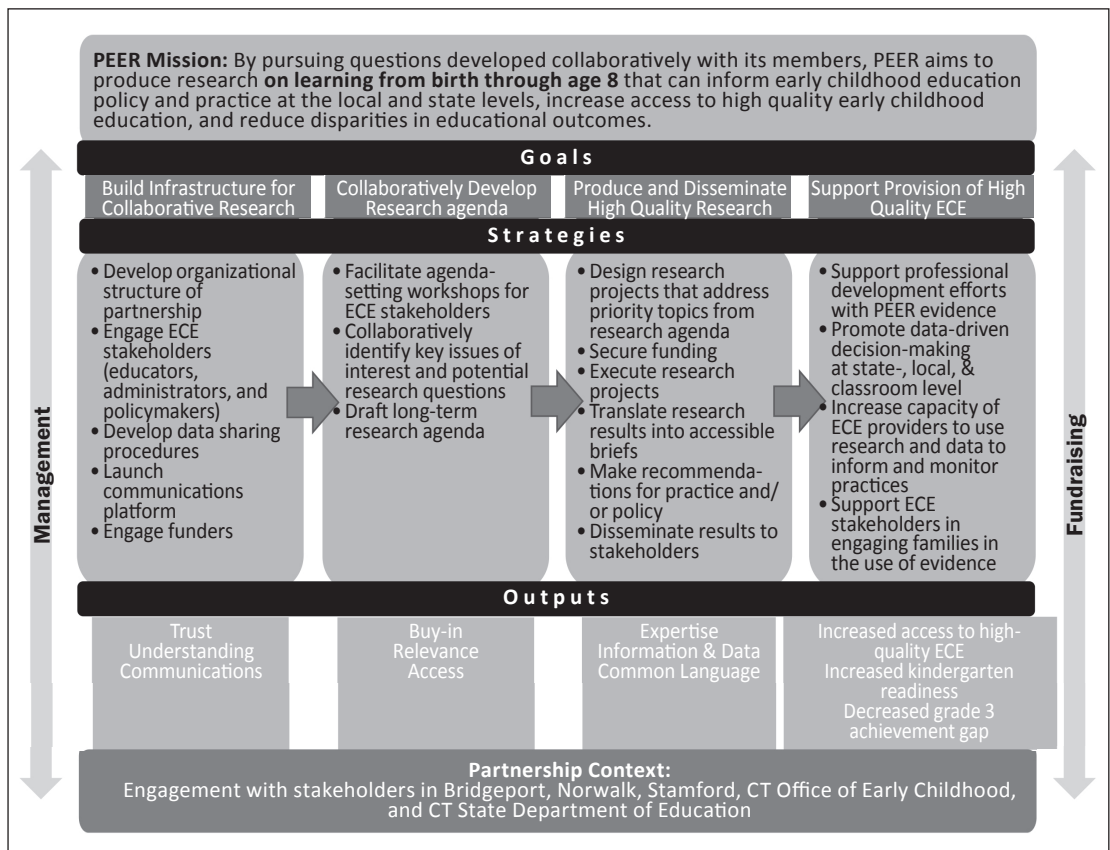 PEER Mission: By pursuing questions developed collaboratively with its members, PEER aims to
produce research on learning from birth through age 8 that can inform early childhood education
policy and practice at the local and state levels, increase access to high quality early childhood
education, and reduce disparities in educational outcomes.
Goals
Build Infrastructure for
Collaborative Research
Collaboratively Develop
Research agenda
Produce and Disseminate
High Quality Research
Support Provision of High
Quality ECE
Strategies
• Develop organizational
structure of
partnership
• Engage ECE
stakeholders
(educators,
administrators, and
policymakers)
• Develop data sharing
procedures
• Launch
communications
platform
• Engage funders
• Facilitate agenda-
setting workshops for
ECE stakeholders
• Collaboratively
identify key issues of
interest and potential
research questions
• Draft long-term
research agenda
• Design research
projects that address
priority topics from
research agenda
• Secure funding
• Execute research
projects
• Translate research
results into accessible
briefs
• Make recommenda-
tions for practice and/
or policy
• Disseminate results to
stakeholders
• Support professional
development efforts
with PEER evidence
• Promote data-driven
decision-making
at state-, local, &
classroom level
• Increase capacity of
ECE providers to use
research and data to
inform and monitor
practices
• Support ECE
stakeholders in
engaging families in
the use of evidence
Outputs
Trust
Understanding
Communications
Buy-in
Relevance
Access
Expertise
Information & Data
Common Language
Increased access to high-
quality ECE
Increased kindergarten
readiness
Decreased grade 3
achievement gap
Partnership Context:
Engagement with stakeholders in Bridgeport, Norwalk, Stamford, CT Office of Early Childhood,
and CT State Department of Education
Management
Fundraising